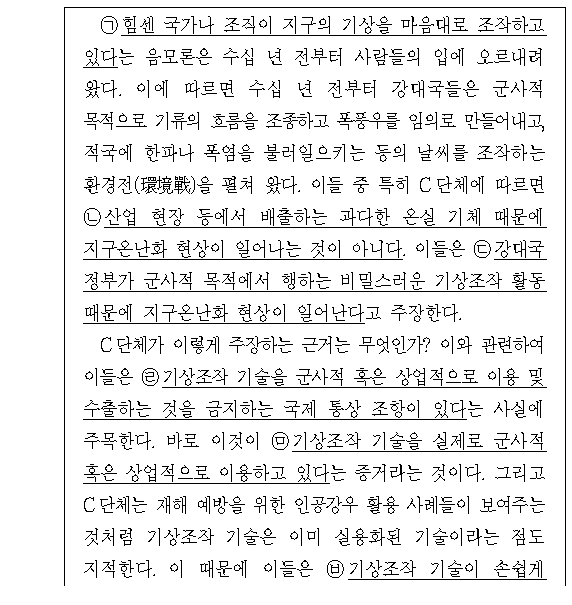 ㉠힘센 국가나 조직이 지구의 기상을 마음대로 조작하고
있다는 음모론은 수십 년 전부터 사람들의 입에 오르내려
왔다. 이에 따르면 수십 년 전부터 강대국들은 군사적
목적으로 기류의 흐름을 조종하고 폭풍우를 임의로 만들어내고,
적국에 한파나 폭염을 불러일으키는 등의 날씨를 조작하는
환경전(環境戰)을 펼쳐 왔다. 이들 중 특히 C단체에 따르면
㉡산업 현장 등에서 배출하는 과다한 온실 기체 때문에
지구온난화 현상이 일어나는 것이 아니다. 이들은 ㉢강대국
정부가 군사적 목적에서 행하는 비밀스러운 기상조작 활동
때문에 지구온난화 현상이 일어난다고 주장한다.
C단체가 이렇게 주장하는 근거는 무엇인가? 이와 관련하여
이들은 ㉣기상조작 기술을 군사적 혹은 상업적으로 이용 및
수출하는 것을 금지하는 국제 통상 조항이 있다는 사실에
주목한다. 바로 이것이 ㉤기상조작 기술을 실제로 군사적
혹은 상업적으로 이용하고 있다는 증거라는 것이다. 그리고
C단체는 재해 예방을 위한 인공강우 활용 사례들이 보여주는
것처럼 기상조작 기술은 이미 실용화된 기술이라는 점도
지적한다. 이 때문에 이들은 ㉥기상조작 기술이 손쉽게